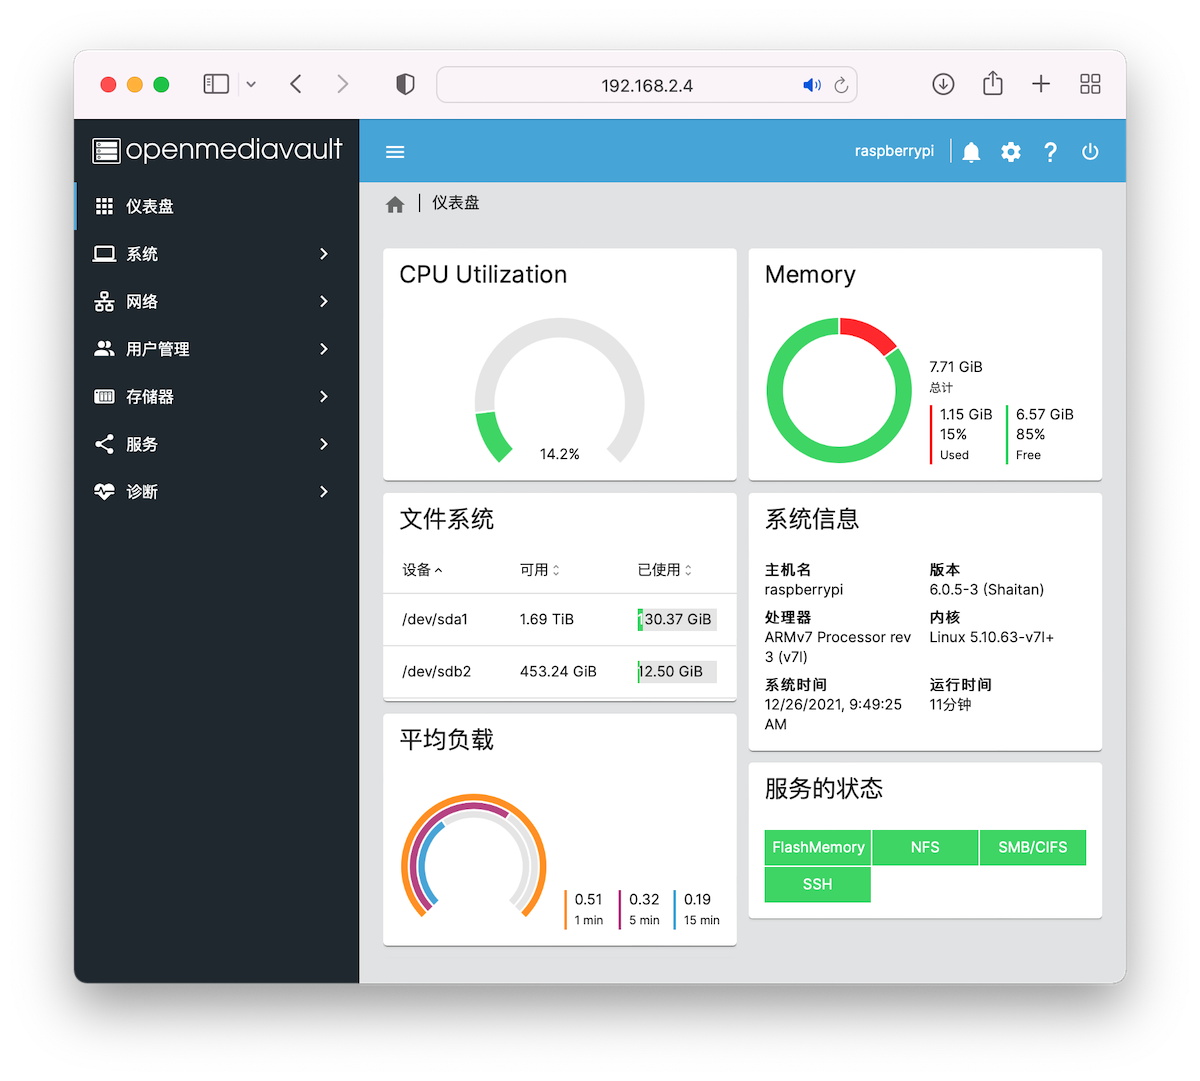 192.168.2.4
openmediavault
raspberrypi
仪表盘
系统
网络
用户管理
存储器
服务
诊断
仪表盘
CPU Utilization
14.2%
Memory
7.71 GiB
总计
1.15 GiB
15%
Used
6.57 GiB
85%
Free
文件系统
设备 可用 已使用
/dev/sda1 1.69 TiB 130.37 GiB
/dev/sdb2 453.24 GiB 12.50 GiB
系统信息
主机名
raspberrypi
版本
6.0.5-3 (Shaitan)
处理器
ARMv7 Processor rev
3 (v7l)
内核
Linux 5.10.63-v7l+
系统时间
12/26/2021, 9:49:25
AM
运行时间
11分钟
平均负载
0.51
1 min
0.32
5 min
0.19
15 min
服务的状态
FlashMemory NFS SMB/CIFS
SSH